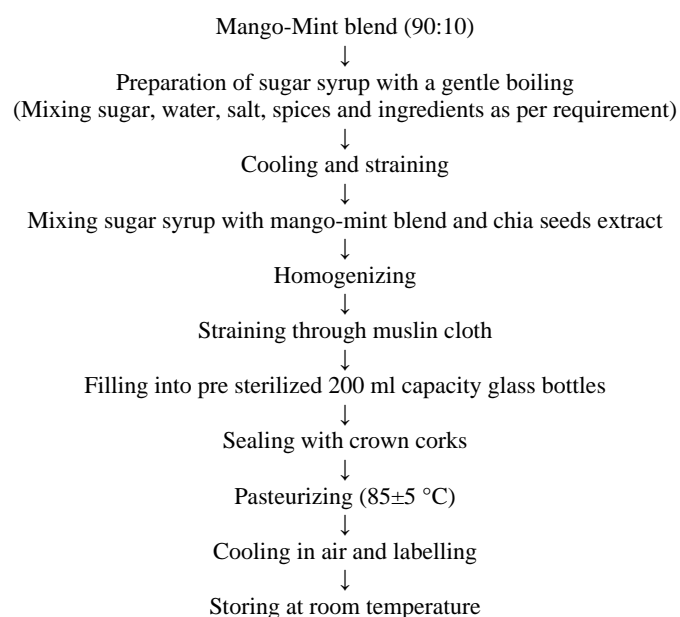 Mango-Mint blend (90:10)
↓
Preparation of sugar syrup with a gentle boiling
(Mixing sugar, water, salt, spices and ingredients as per requirement)
↓
Cooling and straining
↓
Mixing sugar syrup with mango-mint blend and chia seeds extract
↓
Homogenizing
↓
Straining through muslin cloth
↓
Filling into pre sterilized 200 ml capacity glass bottles
↓
Sealing with crown corks
↓
Pasteurizing (85±5 °C)
↓
Cooling in air and labelling
↓
Storing at room temperature